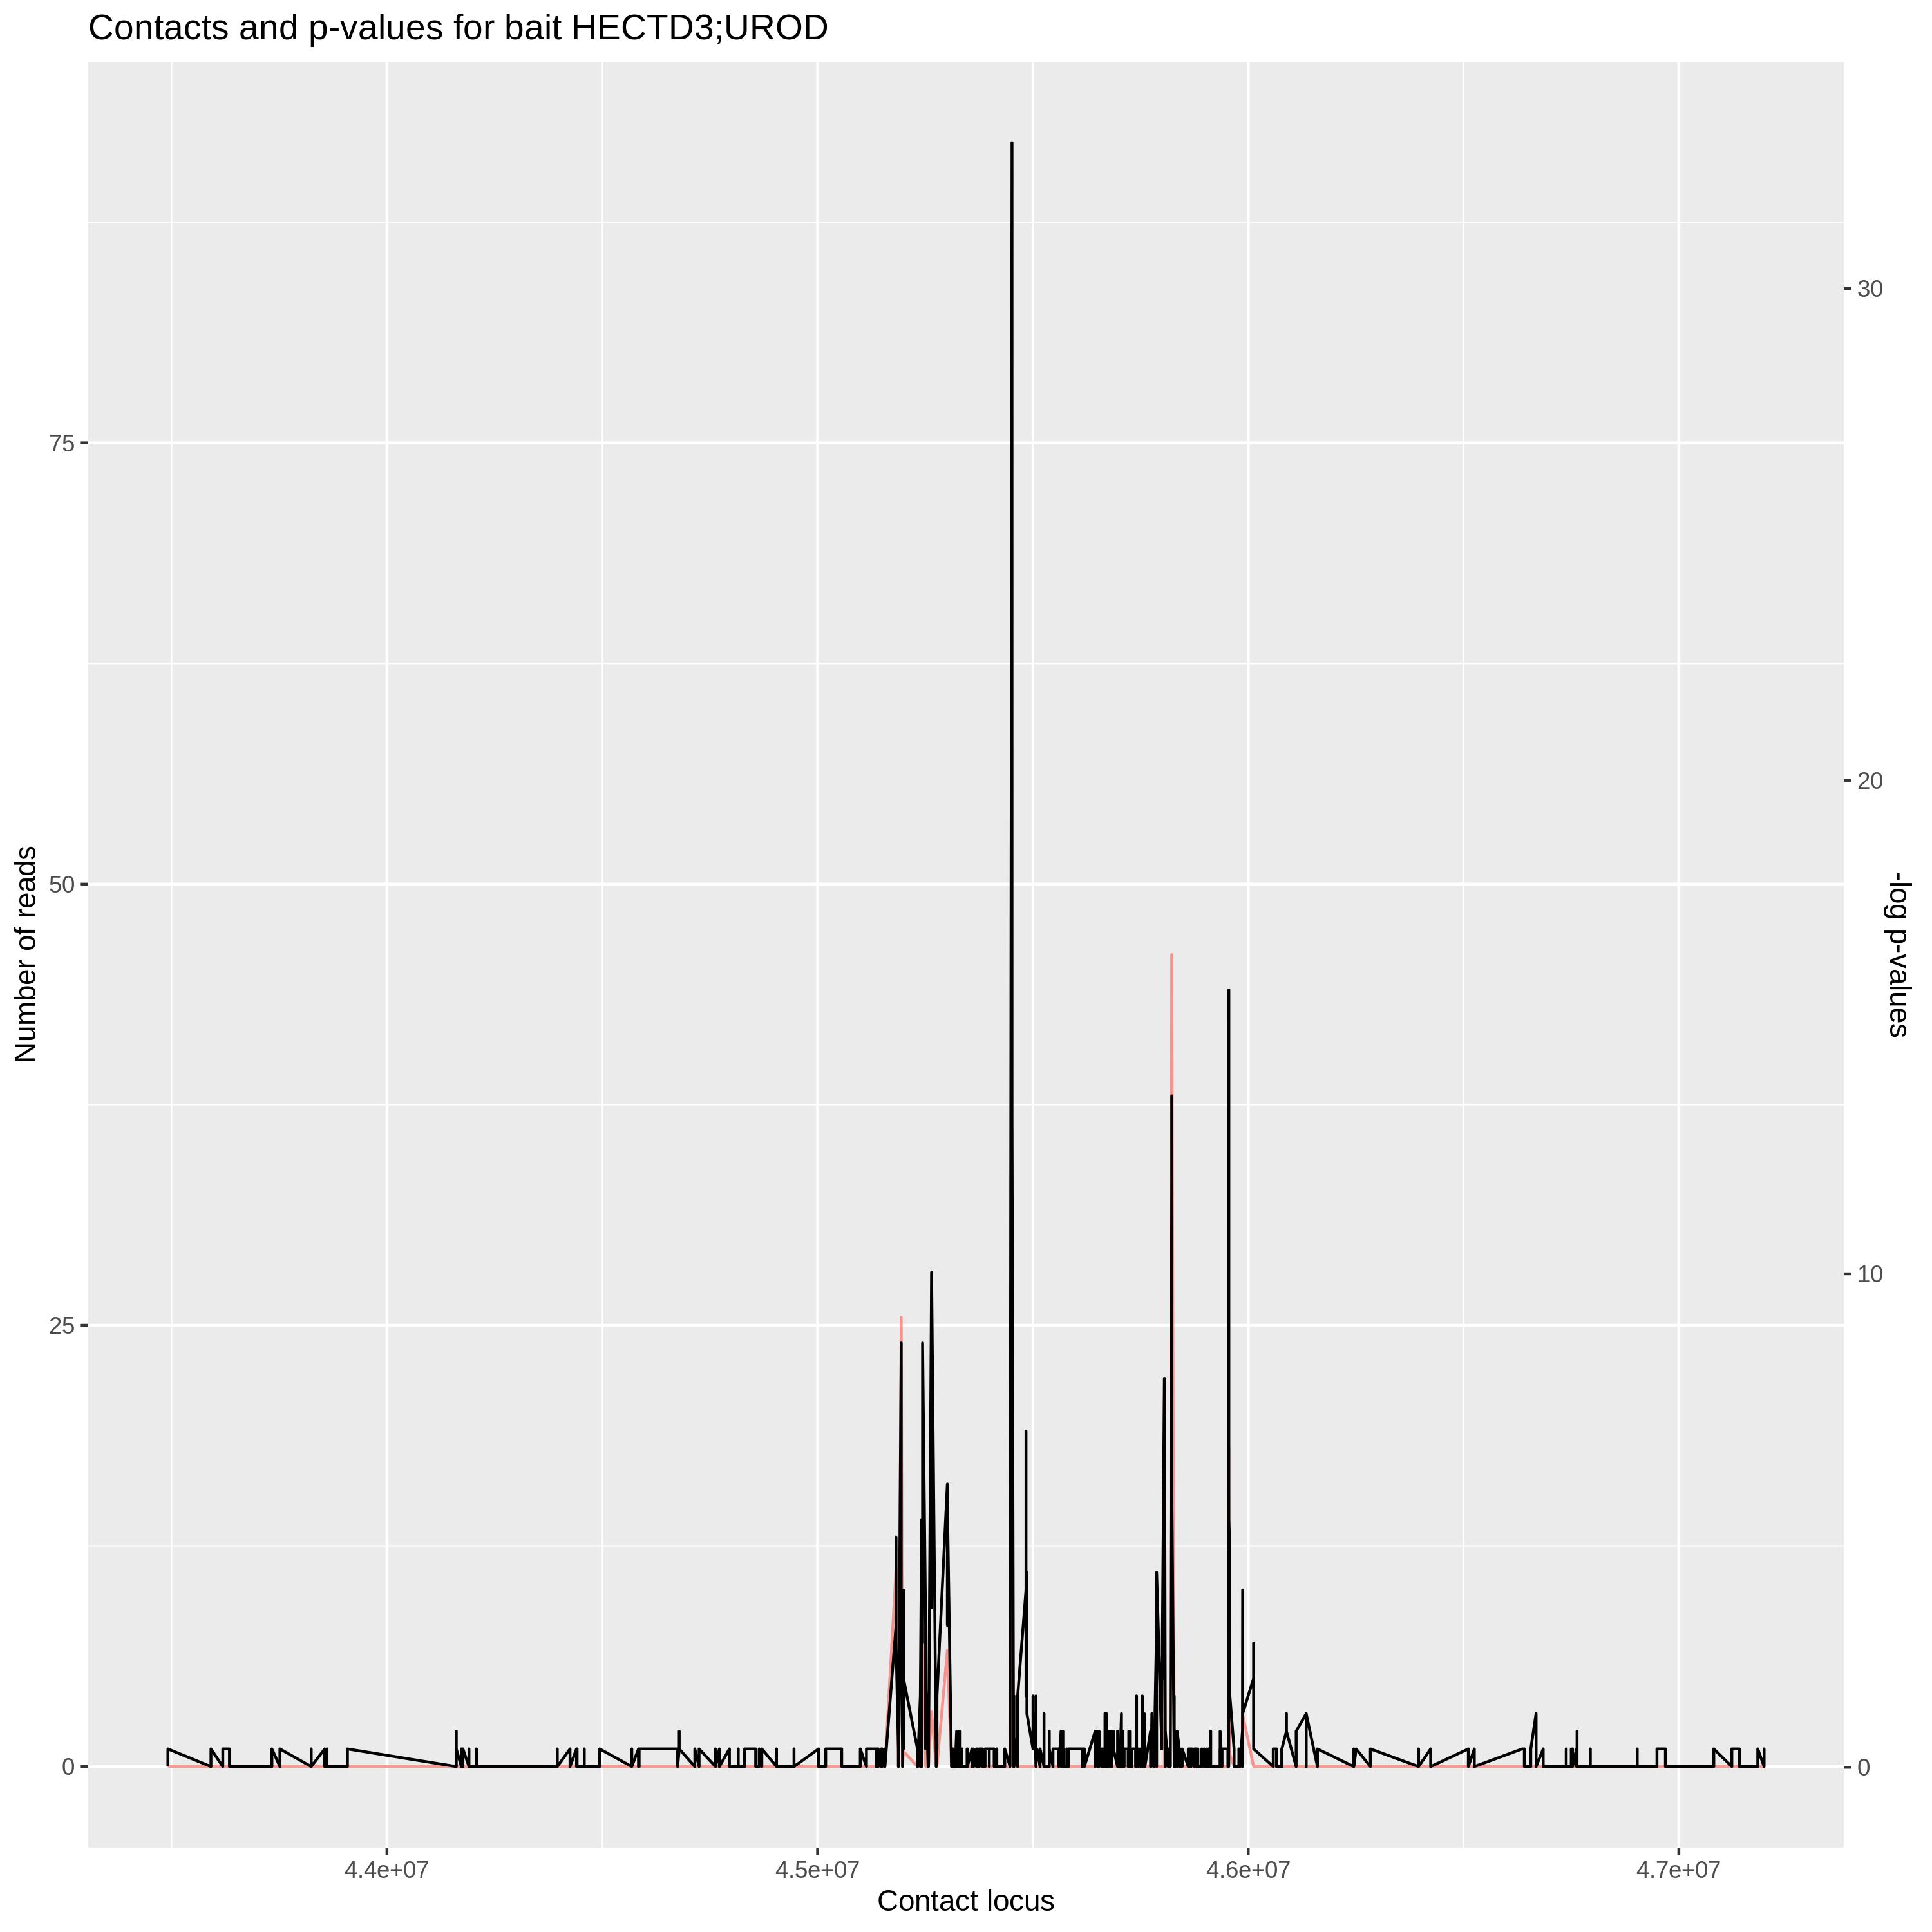 Contacts and p-values for bait HECTD3;UROD
75
50
25
0
30
20
10
0
Number of reads
-log p-values
4.4e+07 4.5e+07 4.6e+07 4.7e+07
Contact locus